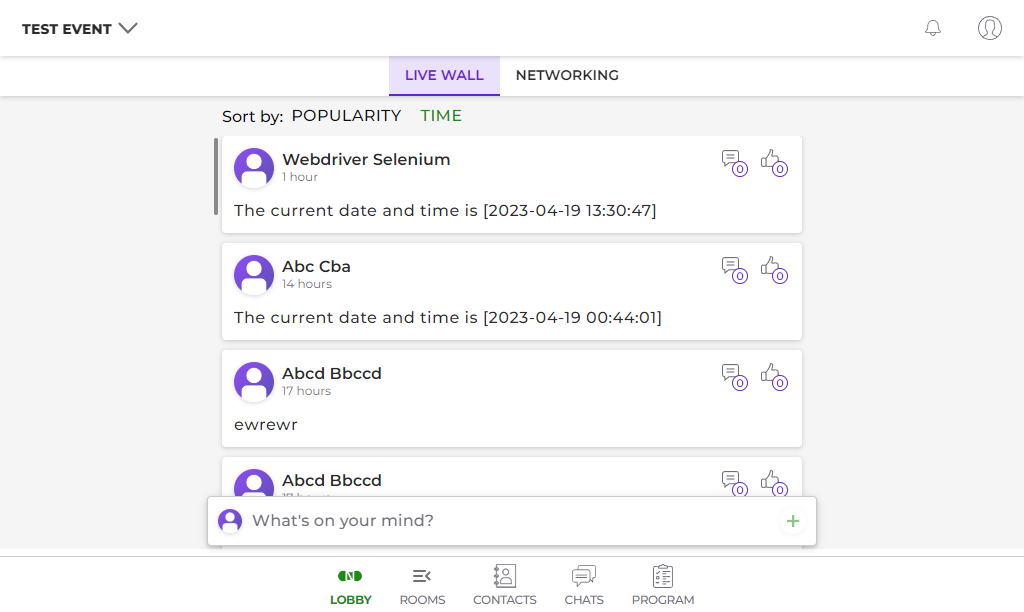 TEST EVENT
LIVE WALL NETWORKING
Sort by: POPULARITY TIME
Webdriver Selenium
1 hour
0 0
The current date and time is [2023-04-19 13:30:47]
Abc Cba
14 hours
0 0
The current date and time is [2023-04-19 00:44:01]
Abcd Bbccd
17 hours
0 0
ewrewr
Abcd Bbccd
17 hours
0 0
What's on your mind?
LOBBY ROOMS CONTACTS CHATS PROGRAM